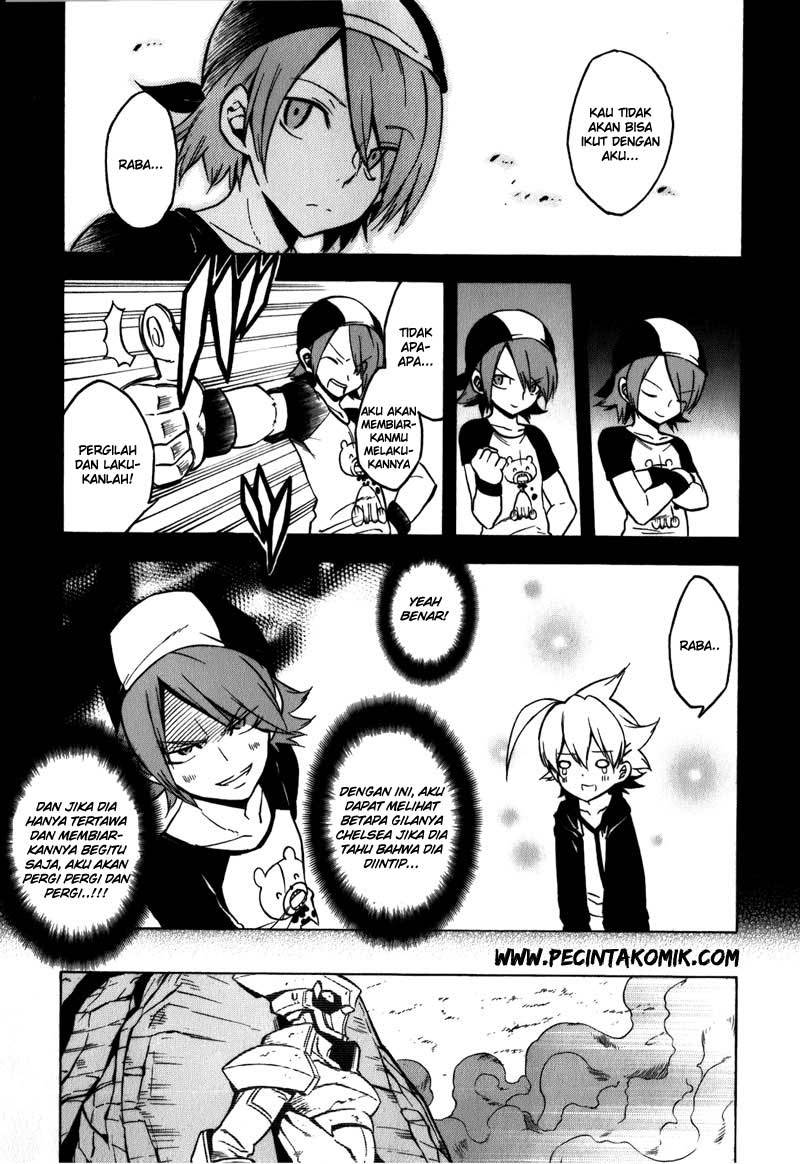 KAU TIDAK
AKAN BISA
IKUT DENGAN
AKU...
RABA...
TIDAK
APA-
APA...
AKU AKAN
MEMBIAR-
KANMU
MELAKU-
KANNYA
PERGILAH
DAN LAKU-
KANLAH!
RABA..
YEAH
BENAR!
DENGAN INI, AKU
DAPAT MELIHAT
BETAPA GILANYA
CHELSEA JIKA DIA
TAHU BAHWA DIA
DIINTIP...
DAN JIKA DIA
HANYA TERTAWA
DAN MEMBIAR-
KANNYA BEGITU
SAJA, AKU AKAN
PERGI PERGI DAN
PERGI..!!!
WWW.PECINTAKOMIK.COM